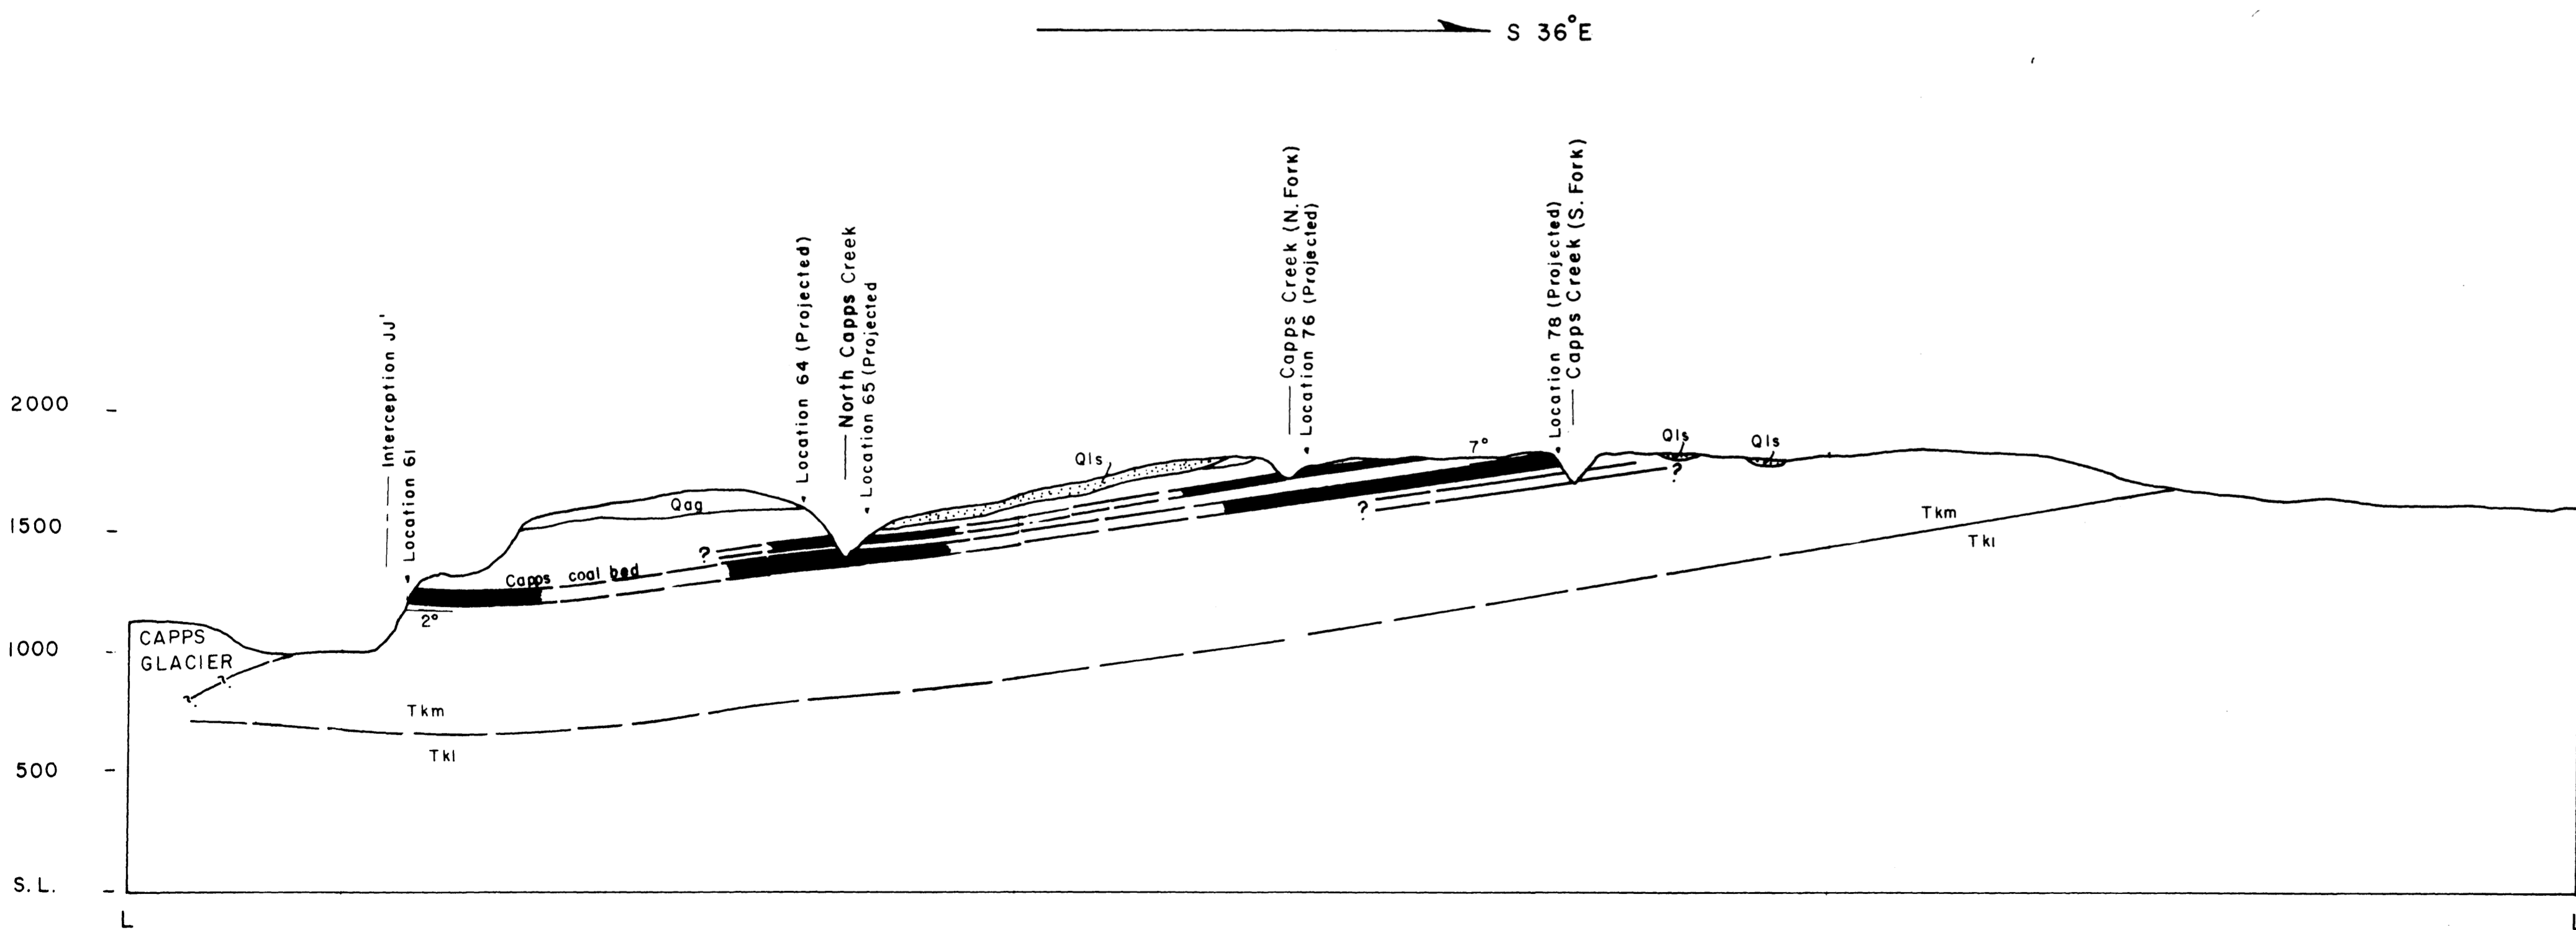 S 36°E
Interception JJ'
Location 61
Location 64 (Projected)
North Capps Creek
Location 65 (Projected
Capps Creek (N. Fork)
Location 76 (Projected)
Location 78 (Projected)
Capps Creek (S. Fork)
2000
1500
1000
500
S.L.
Qag
Qls
7°
Qls
Qls
?
?
?
Capps coal bed
2°
CAPPS
GLACIER
?
?
Tkm
Tkl
Tkm
Tkl
L